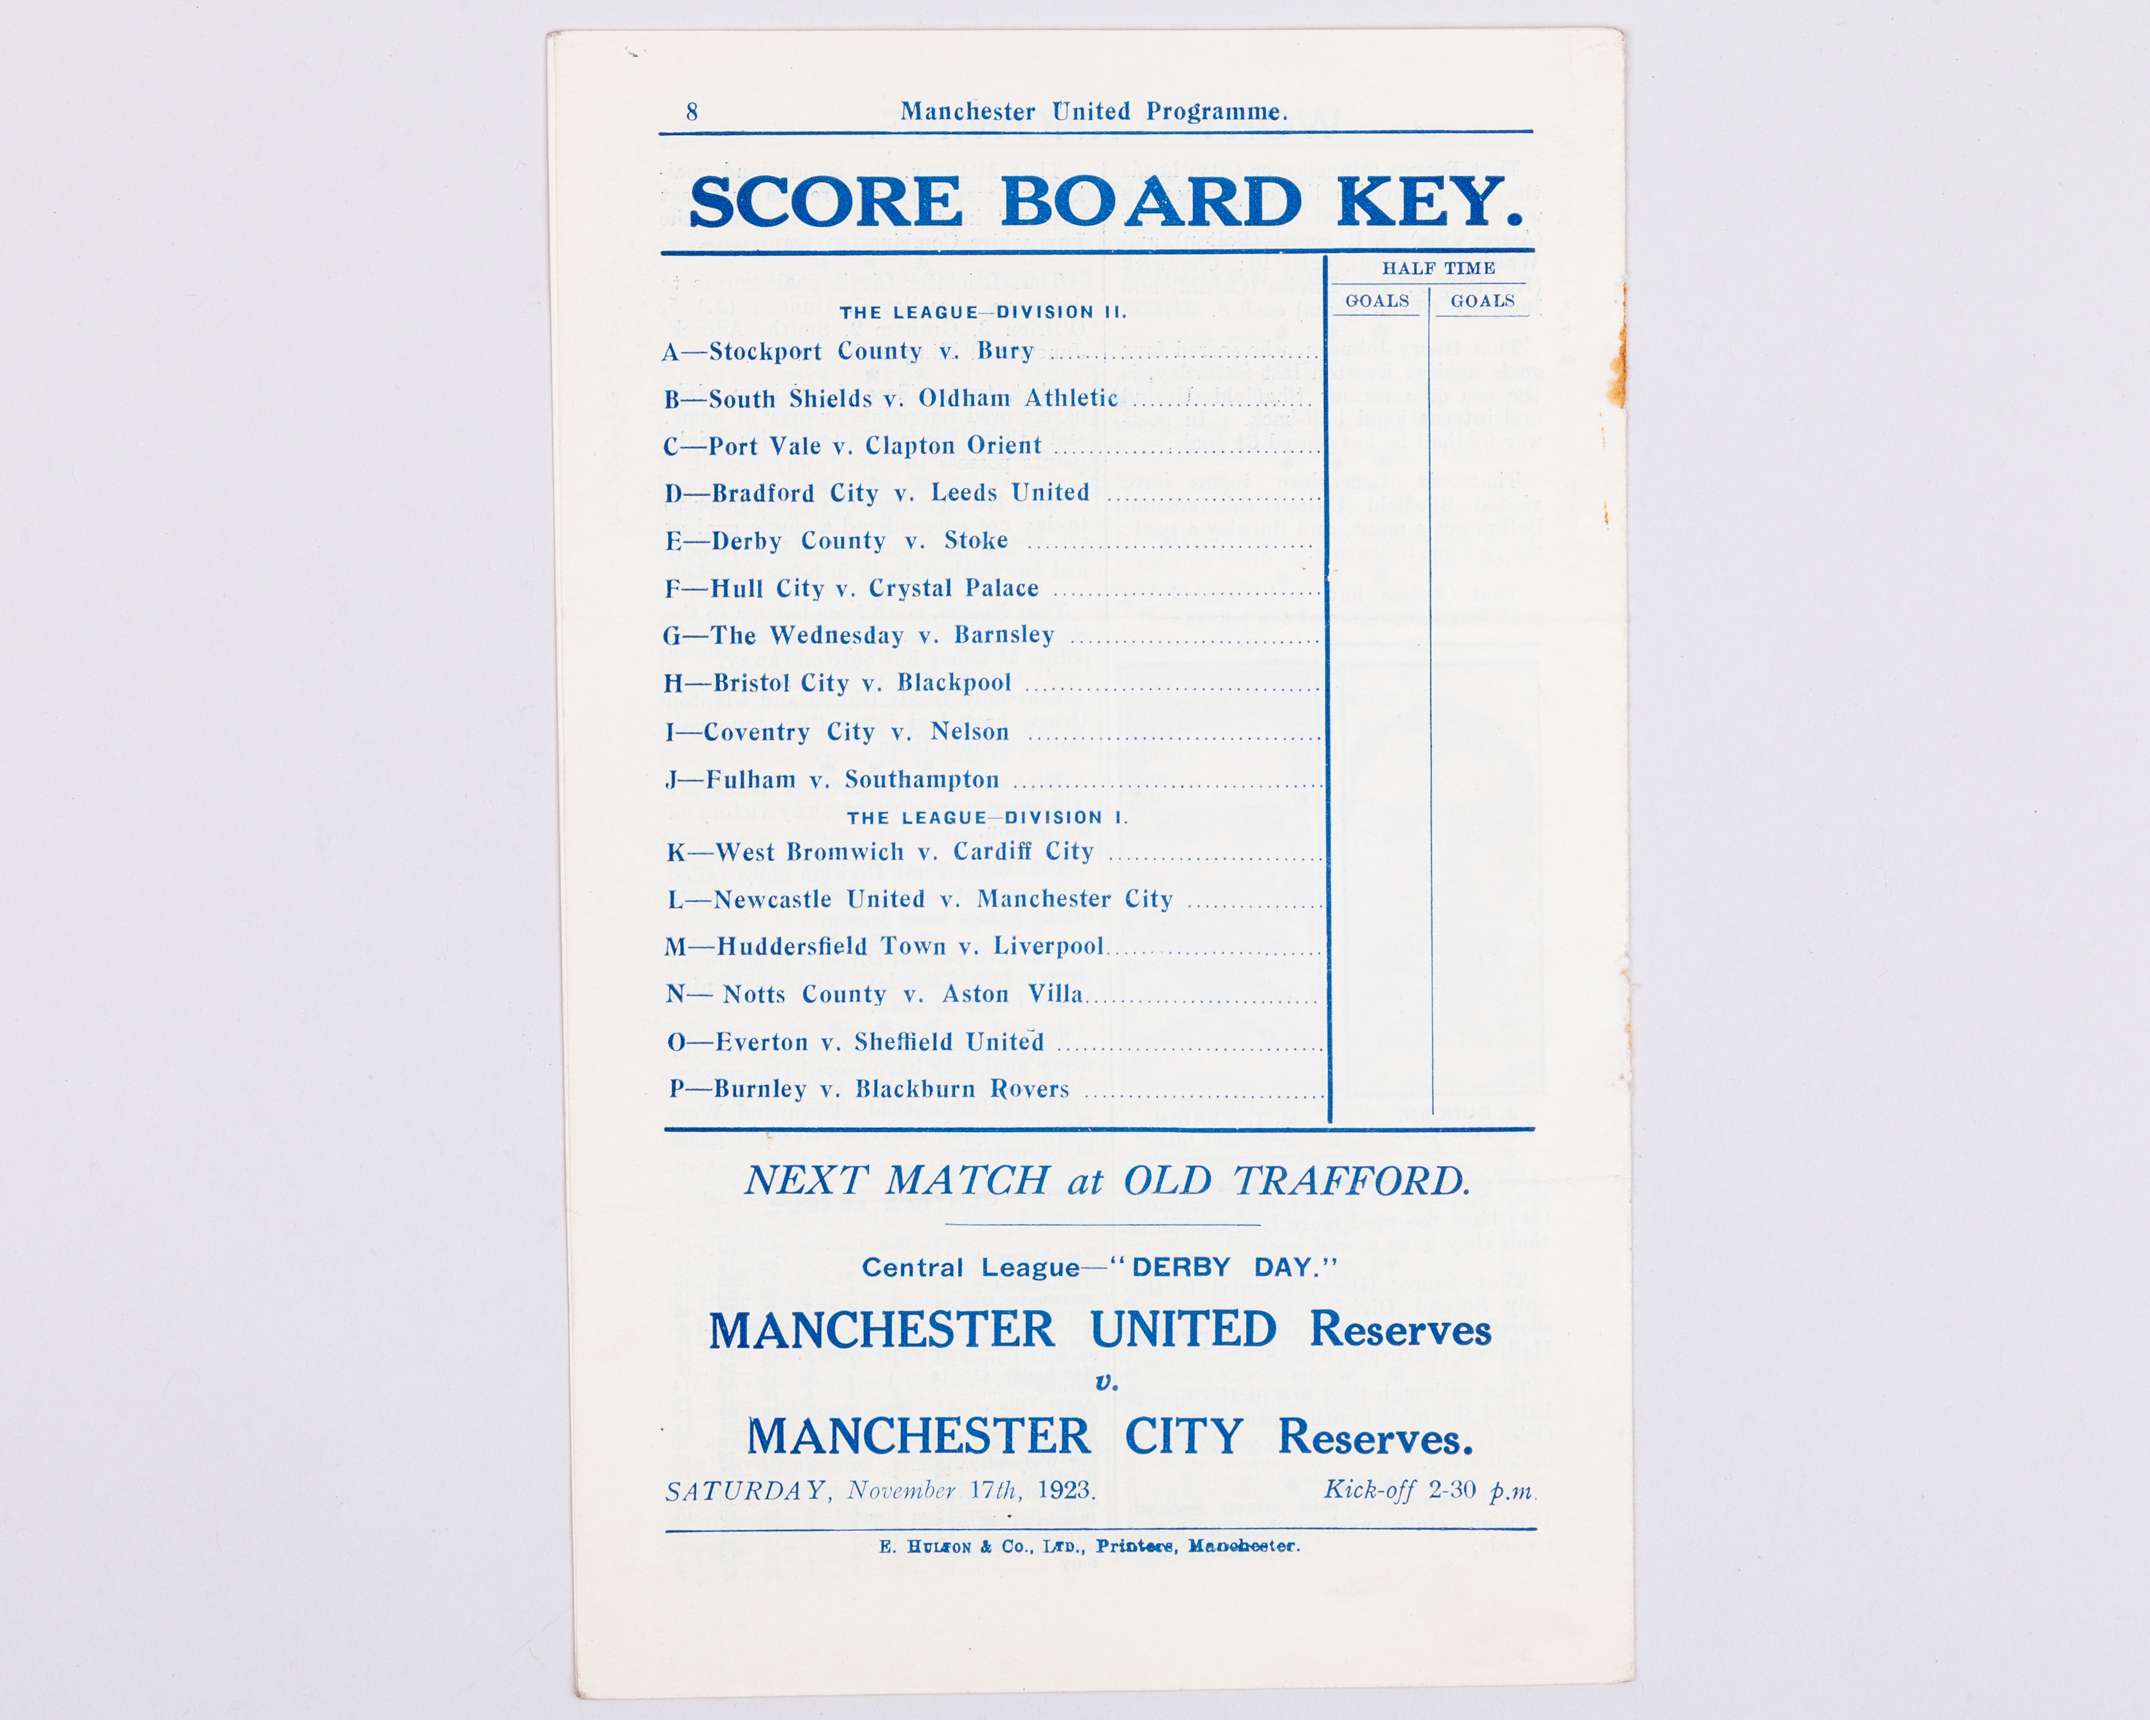 8 Manchester United Programme.
SCORE BOARD KEY.
HALF TIME
GOALS GOALS
THE LEAGUE—DIVISION II.
A—Stockport County v. Bury
B—South Shields v. Oldham Athletic
C—Port Vale v. Clapton Orient
D—Bradford City v. Leeds United
E—Derby County v. Stoke
F—Hull City v. Crystal Palace
G—The Wednesday v. Barnsley
H—Bristol City v. Blackpool
I—Coventry City v. Nelson
J—Fulham v. Southampton
THE LEAGUE—DIVISION I.
K—West Bromwich v. Cardiff City
L—Newcastle United v. Manchester City
M—Huddersfield Town v. Liverpool
N— Notts County v. Aston Villa
O—Everton v. Sheffield United
P—Burnley v. Blackburn Rovers
NEXT MATCH at OLD TRAFFORD.
Central League—"DERBY DAY."
MANCHESTER UNITED Reserves
v.
MANCHESTER CITY Reserves.
SATURDAY, November 17th, 1923. Kick-off 2-30 p.m.
E. HULTON & Co., LTD., Printers, Manchester.